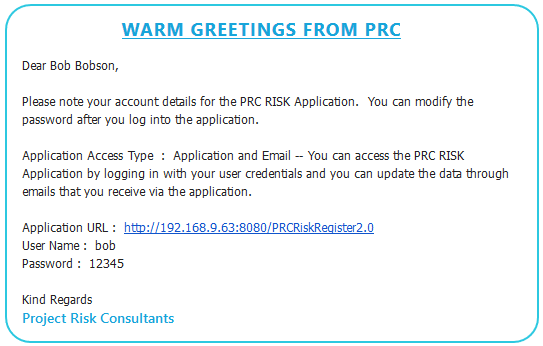 WARM GREETINGS FROM PRC
Dear Bob Bobson,
Please note your account details for the PRC RISK Application.  You can modify the
password after you log into the application.
Application Access Type  :  Application and Email -- You can access the PRC RISK
Application by logging in with your user credentials and you can update the data through
emails that you receive via the application.
Application URL :  http://192.168.9.63:8080/PRCRiskRegister2.0
User Name :  bob
Password :  12345
Kind Regards
Project Risk Consultants